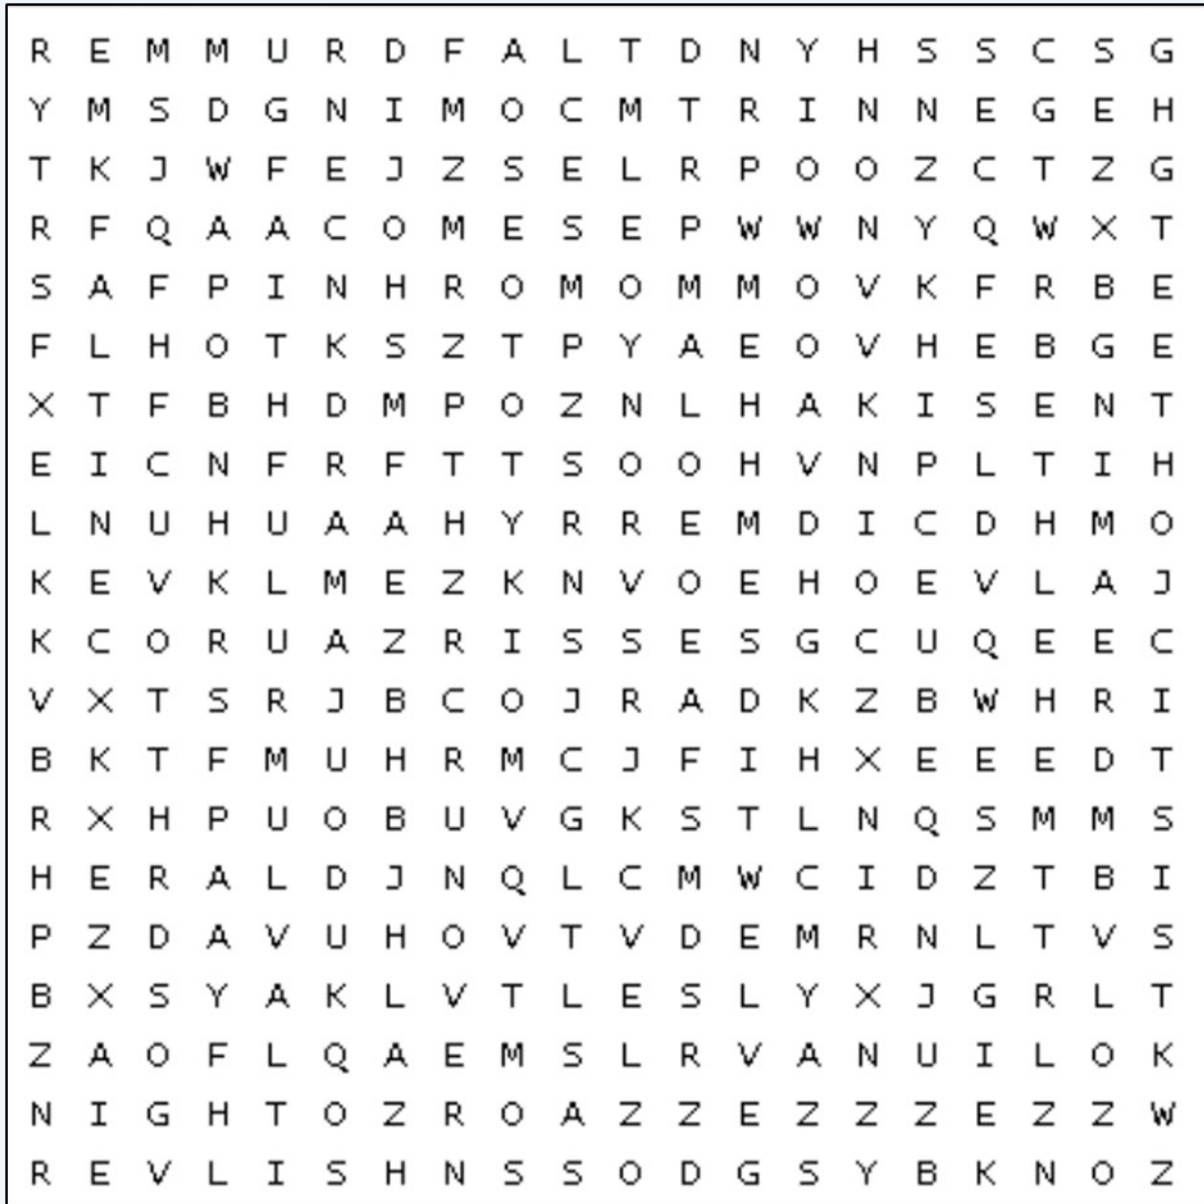 R E M M U R D F A L T D N Y H S S C S G
Y M S D G N I M O C M T R I N N E G E H
T K J W F E J Z S E L R P O O Z C T Z G
R F Q A A C O M E S E P W W N Y Q W X T
S A F P I N H R O M O M M O V K F R B E
F L H O T K S Z T P Y A E O V H E B G E
X T F B H D M P O Z N L H A K I S E N T
E I C N F R F T T S O O H V N P L T I H
L N U H U A A H Y R R E M D I C D H M O
K E V K L M E Z K N V O E H O E V L A J
K C O R U A Z R I S S E S G C U Q E E C
V X T S R J B C O J R A D K Z B W H R I
B K T F M U H R M C J F I H X E E E D T
R X H P U O B U V G K S T L N Q S M M S
H E R A L D J N Q L C M W C I D Z T B I
P Z D A V U H O V T V D E M R N L T V S
B X S Y A K L V T L E S L Y X J G R L T
Z A O F L Q A E M S L R V A N U I L O K
N I G H T O Z R O A Z Z E Z Z Z E Z Z W
R E V L I S H N S S O D G S Y B K N O Z